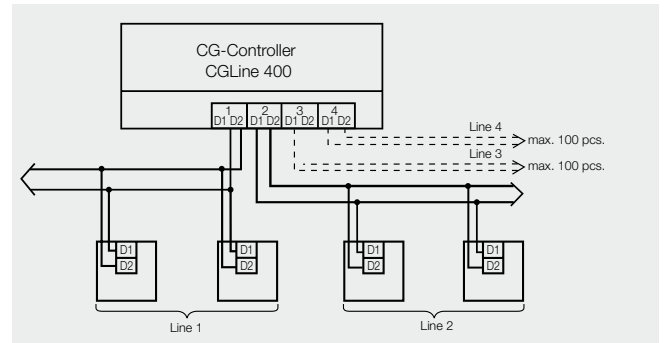 CG-Controller
CGLine 400
1 2 3 4
D1 D2 D1 D2 D1 D2 D1 D2
Line 4
max. 100 pcs.
Line 3
max. 100 pcs.
D1 D1 D1 D1
D2 D2 D2 D2
Line 1 Line 2